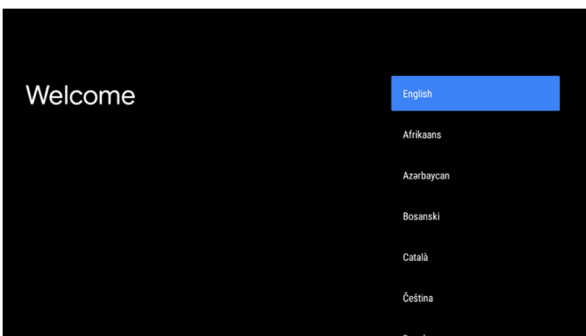 Welcome
English
Afrikaans
Azərbaycan
Bosanski
Català
Čeština